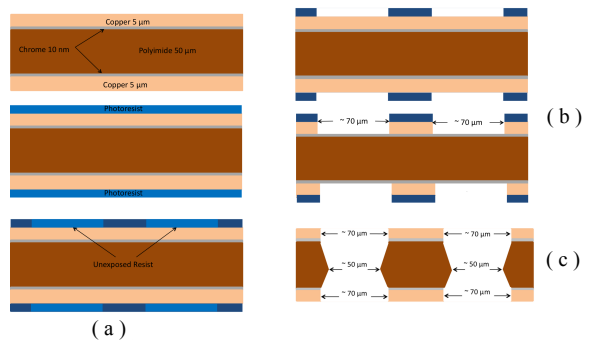 Copper 5 μm
Chrome 10 nm
Polyimide 50 μm
Copper 5 μm
Photoresist
Photoresist
Unexposed Resist
( a )
( b )
~ 70 μm
~ 70 μm
~ 70 μm
~ 70 μm
~ 50 μm
~ 50 μm
~ 70 μm
~ 70 μm
( c )